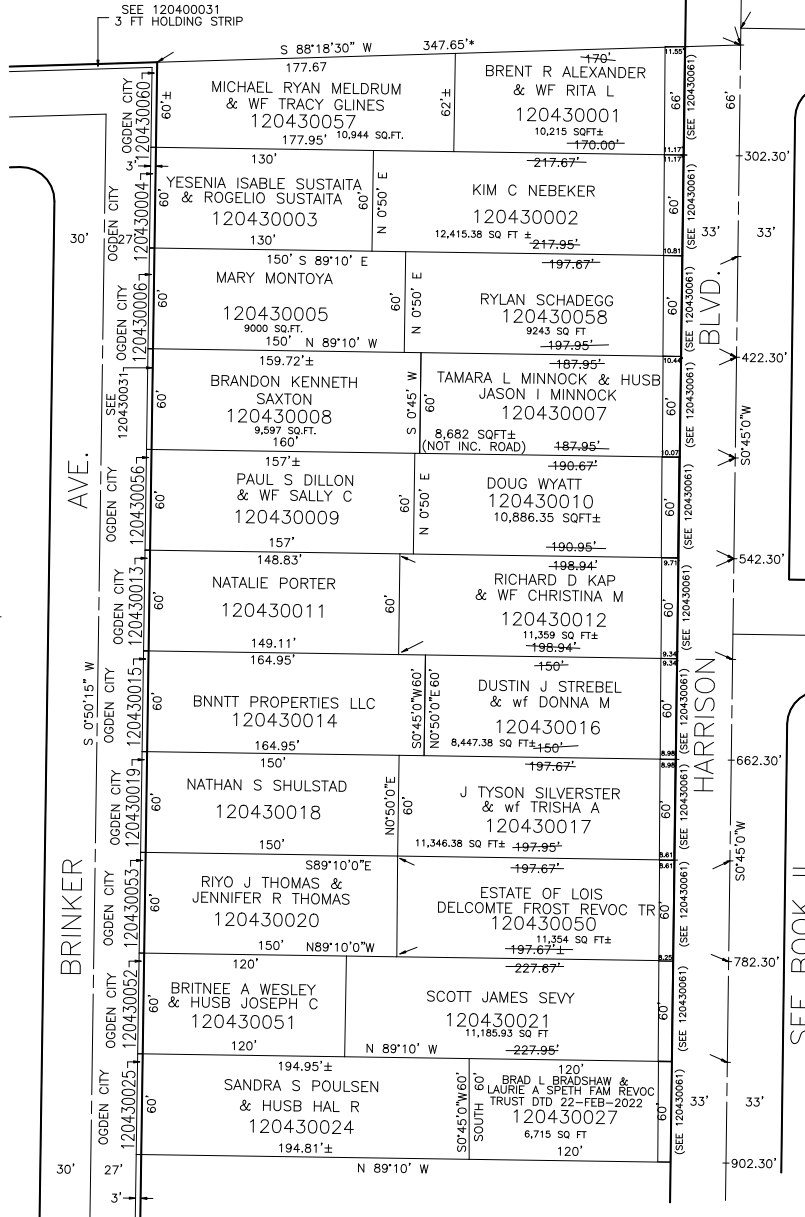 SEE 120400031
3 FT HOLDING STRIP
S 88°18'30" W 347.65'*
177.67
MICHAEL RYAN MELDRUM
& WF TRACY GLINES
120430057
177.95' 10,944 SQ.FT.
60'±
62'±
OGDEN CITY
120430060
170'
BRENT R ALEXANDER
& WF RITA L
120430001
10,215 SQFT±
170.00'
11.55'
66'
11.17'
(SEE 120430061)
66'
3'
130'
YESENIA ISABLE SUSTAITA
& ROGELIO SUSTAITA
120430003
130'
60'
60'
N 0°50' E
OGDEN CITY
120430004
30'
27'
217.67'
KIM C NEBEKER
120430002
12,415.38 SQ FT ±
217.95'
11.17'
60'
10.81
(SEE 120430061)
302.30'
33'
33'
150' S 89°10' E
MARY MONTOYA
120430005
9000 SQ.FT.
150' N 89°10' W
60'
60'
N 0°50' E
OGDEN CITY
120430006
197.67'
RYLAN SCHADEGG
120430058
9243 SQ FT
197.95'
60'
(SEE 120430061)
BLVD.
159.72'±
BRANDON KENNETH
SAXTON
120430008
9,597 SQ.FT.
160'
60'
S 0°45' W
60'
SEE
120430031
187.95'
TAMARA L MINNOCK & HUSB
JASON I MINNOCK
120430007
8,682 SQFT±
(NOT INC. ROAD)
187.95'
10.44
60'
10.07
(SEE 120430061)
422.30'
S0°45'0"W
AVE.
157'±
PAUL S DILLON
& WF SALLY C
120430009
157'
60'
60'
N 0°50' E
OGDEN CITY
120430056
190.67'
DOUG WYATT
120430010
10,886.35 SQFT±
190.95'
60'
(SEE 120430061)
148.83'
NATALIE PORTER
120430011
149.11'
60'
60'
OGDEN CITY
120430013
198.94'
RICHARD D KAP
& WF CHRISTINA M
120430012
11,359 SQ FT±
198.94'
9.71
60'
9.34
(SEE 120430061)
542.30'
S 0°50'15" W
164.95'
BNNTT PROPERTIES LLC
120430014
164.95'
60'
S0°45'0"W60'
N0°50'0"E60'
OGDEN CITY
120430015
150'
DUSTIN J STREBEL
& wf DONNA M
120430016
8,447.38 SQ FT± 150'
9.34
60'
8.98
(SEE 120430061)
HARRISON
150'
NATHAN S SHULSTAD
120430018
150'
60'
N0°50'0"E
60'
OGDEN CITY
120430019
197.67'
J TYSON SILVERSTER
& wf TRISHA A
120430017
11,346.38 SQ FT± 197.95'
8.98
60'
8.61
(SEE 120430061)
662.30'
S0°45'0"W
S89°10'0"E
RIYO J THOMAS &
JENNIFER R THOMAS
120430020
150' N89°10'0"W
60'
OGDEN CITY
120430053
BRINKER
197.67'
ESTATE OF LOIS
DELCOMTE FROST REVOC TR
120430050
11,354 SQ FT±
197.67'±
8.61
60'
8.25
(SEE 120430061)
782.30'
SEE BOOK 11
120'
BRITNEE A WESLEY
& HUSB JOSEPH C
120430051
120'
60'
OGDEN CITY
120430052
227.67'
SCOTT JAMES SEVY
120430021
11,185.93 SQ FT
N 89°10' W 227.95'
60'
(SEE 120430061)
194.95'±
SANDRA S POULSEN
& HUSB HAL R
120430024
194.81'±
60'
S0°45'0"W60'
SOUTH 60'
OGDEN CITY
120430025
120'
BRAD L BRADSHAW &
LAURIE A SPETH FAM REVOC
TRUST DTD 22-FEB-2022
120430027
6,715 SQ FT
120'
60'
(SEE 120430061)
33'
33'
902.30'
N 89°10' W
30'
27'
3'